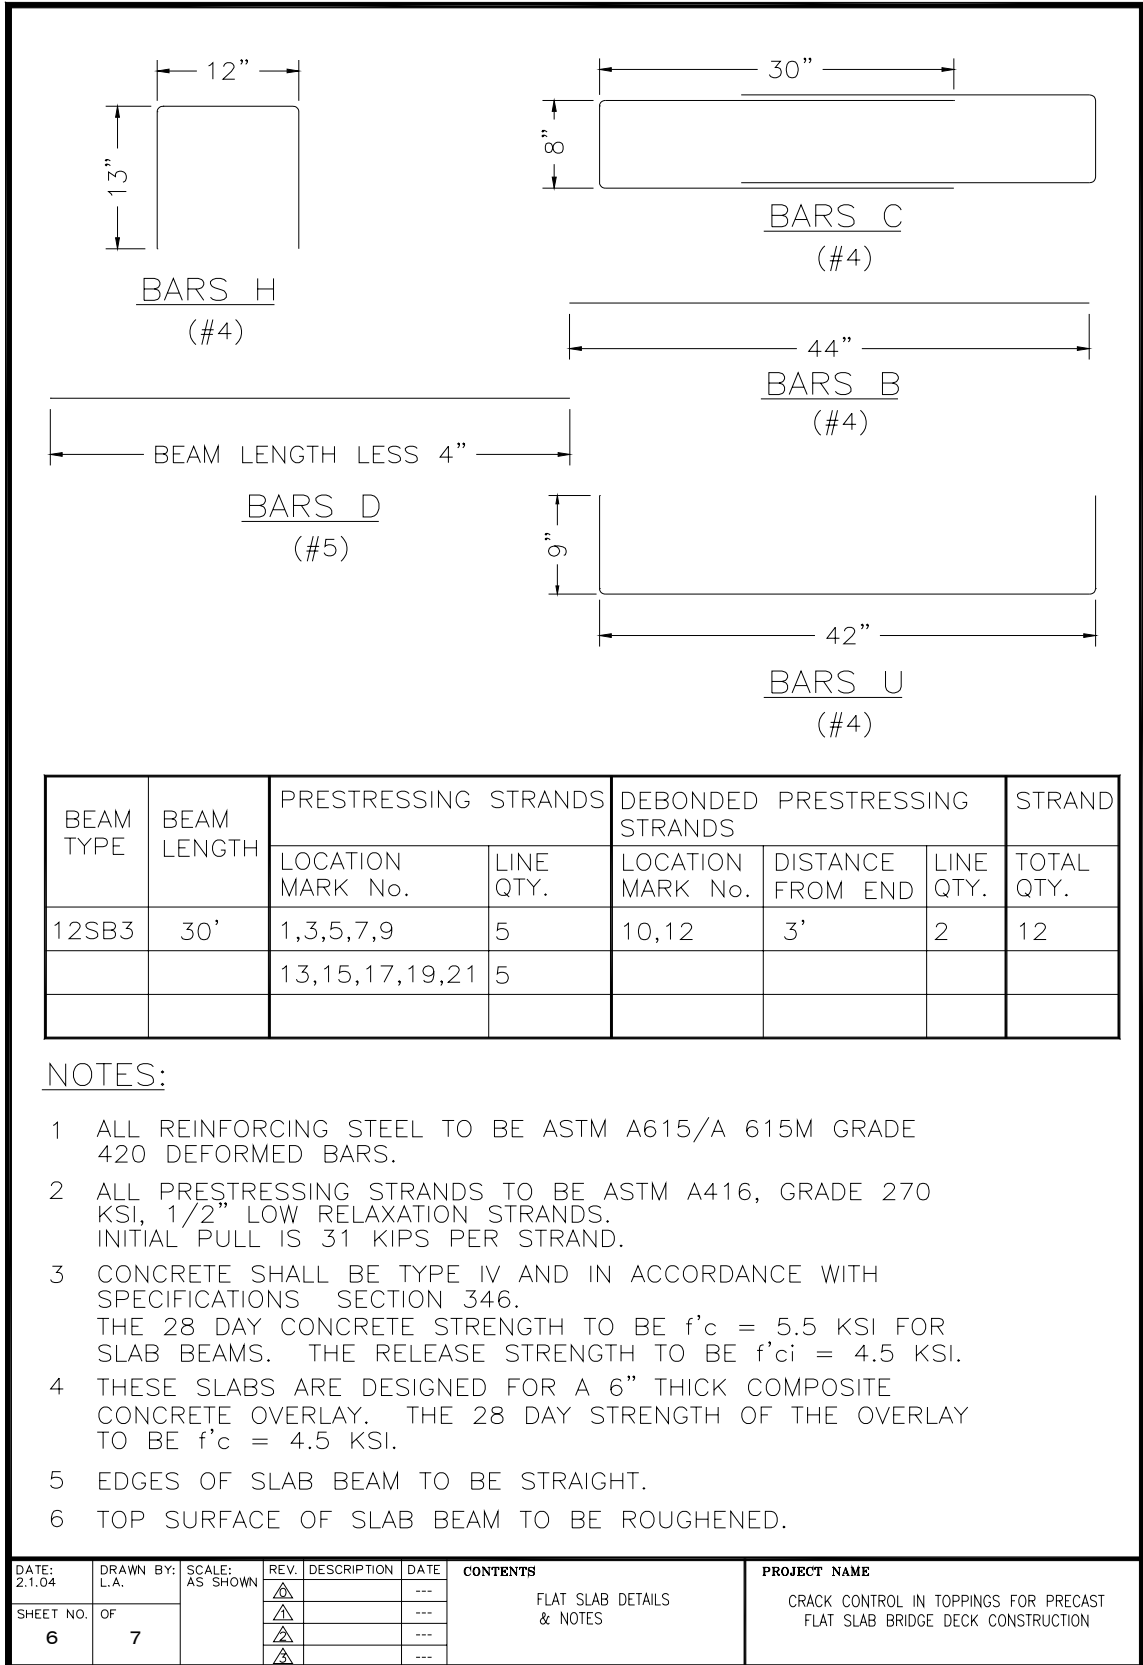 12”
13”
BARS H
(#4)
30”
8”
BARS C
(#4)
44”
BARS B
(#4)
BEAM LENGTH LESS 4”
BARS D
(#5)
9”
42”
BARS U
(#4)
BEAM TYPE
BEAM LENGTH
PRESTRESSING STRANDS
DEBONDED PRESTRESSING STRANDS
STRAND
LOCATION MARK No.
LINE QTY.
LOCATION MARK No.
DISTANCE FROM END
LINE QTY.
TOTAL QTY.
12SB3 30’ 1,3,5,7,9 5 10,12 3’ 2 12
13,15,17,19,21 5
NOTES:
1 ALL REINFORCING STEEL TO BE ASTM A615/A 615M GRADE
420 DEFORMED BARS.
2 ALL PRESTRESSING STRANDS TO BE ASTM A416, GRADE 270
KSI, 1/2” LOW RELAXATION STRANDS.
INITIAL PULL IS 31 KIPS PER STRAND.
3 CONCRETE SHALL BE TYPE IV AND IN ACCORDANCE WITH
SPECIFICATIONS SECTION 346.
THE 28 DAY CONCRETE STRENGTH TO BE f’c = 5.5 KSI FOR
SLAB BEAMS. THE RELEASE STRENGTH TO BE f’ci = 4.5 KSI.
4 THESE SLABS ARE DESIGNED FOR A 6” THICK COMPOSITE
CONCRETE OVERLAY. THE 28 DAY STRENGTH OF THE OVERLAY
TO BE f’c = 4.5 KSI.
5 EDGES OF SLAB BEAM TO BE STRAIGHT.
6 TOP SURFACE OF SLAB BEAM TO BE ROUGHENED.
DATE:
2.1.04
DRAWN BY:
L.A.
SCALE:
AS SHOWN
SHEET NO.
6
OF
7
REV. DESCRIPTION DATE
0 ---
1 ---
2 ---
3 ---
CONTENTS
FLAT SLAB DETAILS
& NOTES
PROJECT NAME
CRACK CONTROL IN TOPPINGS FOR PRECAST
FLAT SLAB BRIDGE DECK CONSTRUCTION